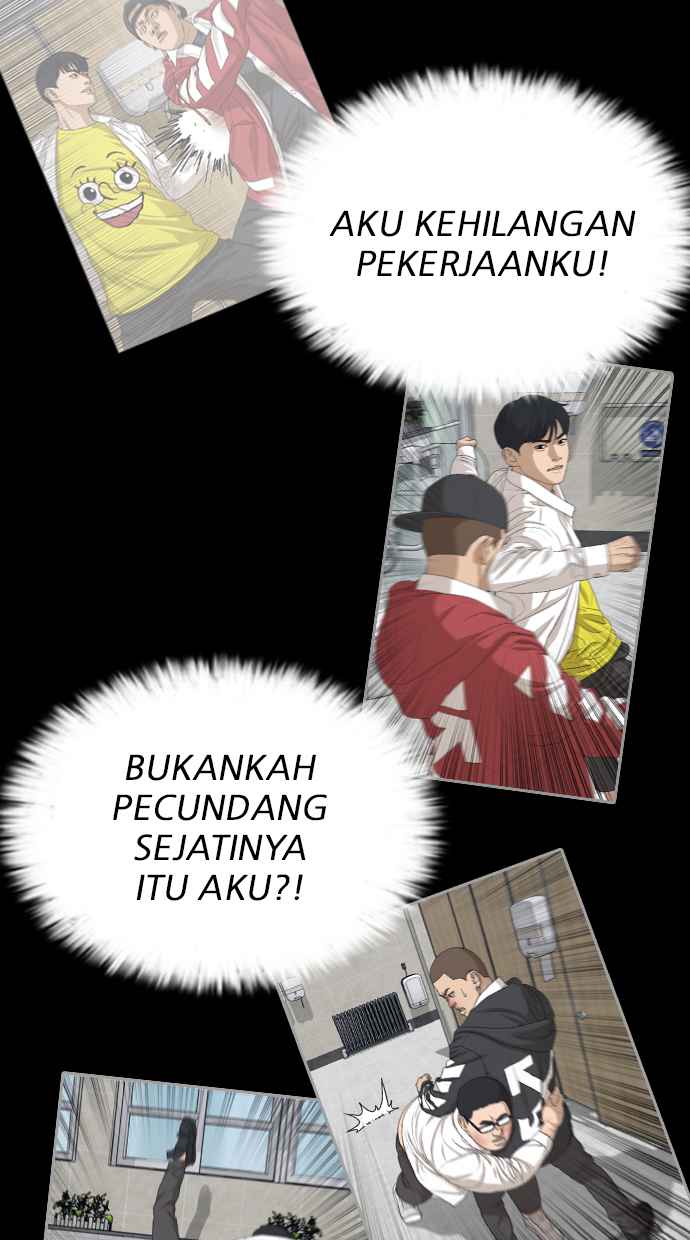 AKU KEHILANGAN
PEKERJAANKU!
BUKANKAH
PECUNDANG
SEJATINYA
ITU AKU?!